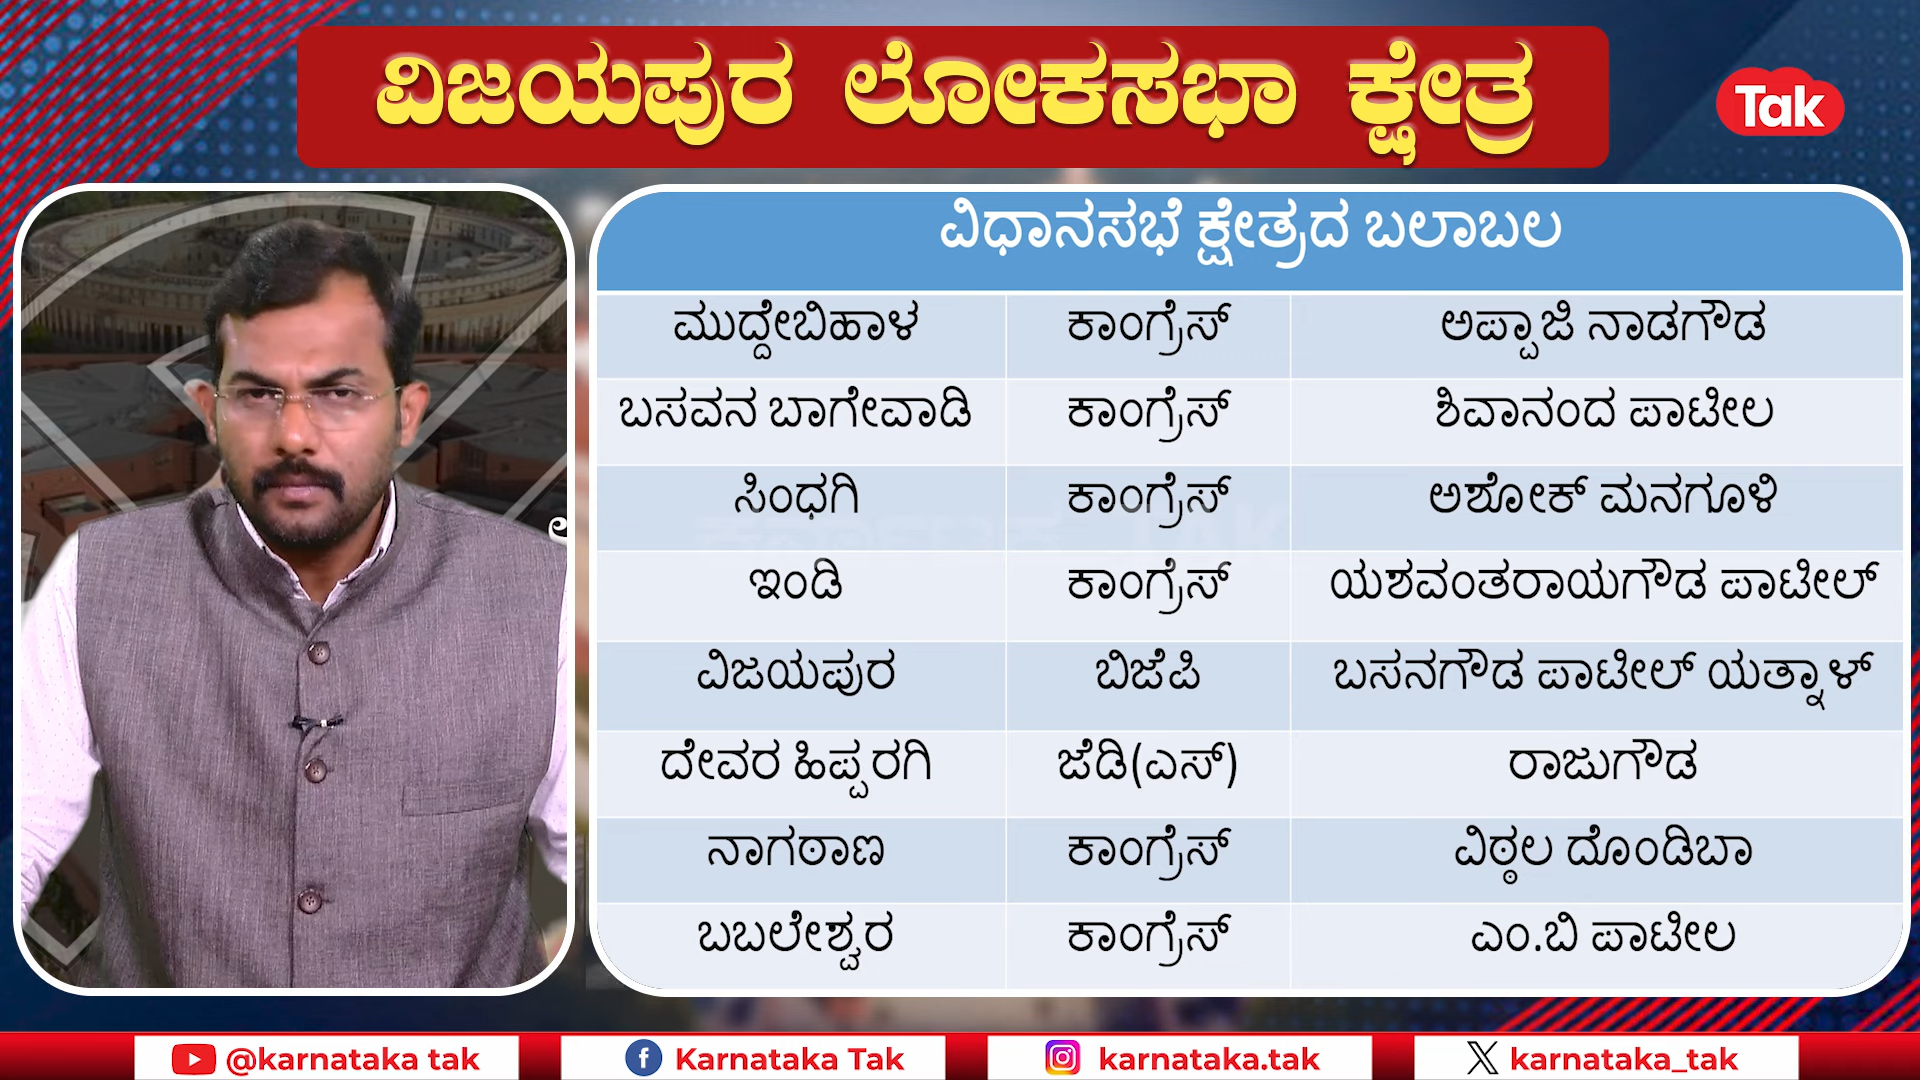 ವಿಜಯಪುರ ಲೋಕಸಭಾ ಕ್ಷೇತ್ರ
Tak
ವಿಧಾನಸಭೆ ಕ್ಷೇತ್ರದ ಬಲಾಬಲ
ಮುದ್ದೇಬಿಹಾಳ ಕಾಂಗ್ರೆಸ್ ಅಪ್ಪಾಜಿ ನಾಡಗೌಡ
ಬಸವನ ಬಾಗೇವಾಡಿ ಕಾಂಗ್ರೆಸ್ ಶಿವಾನಂದ ಪಾಟೀಲ
ಸಿಂಧಗಿ ಕಾಂಗ್ರೆಸ್ ಅಶೋಕ್ ಮನಗೂಳಿ
ಇಂಡಿ ಕಾಂಗ್ರೆಸ್ ಯಶವಂತರಾಯಗೌಡ ಪಾಟೀಲ್
ವಿಜಯಪುರ ಬಿಜೆಪಿ ಬಸನಗೌಡ ಪಾಟೀಲ್ ಯತ್ನಾಳ್
ದೇವರ ಹಿಪ್ಪರಗಿ ಜೆಡಿ(ಎಸ್) ರಾಜುಗೌಡ
ನಾಗಠಾಣ ಕಾಂಗ್ರೆಸ್ ವಿಠ್ಠಲ ದೊಂಡಿಬಾ
ಬಬಲೇಶ್ವರ ಕಾಂಗ್ರೆಸ್ ಎಂ.ಬಿ ಪಾಟೀಲ
@karnataka tak
Karnataka Tak
karnataka.tak
karnataka_tak